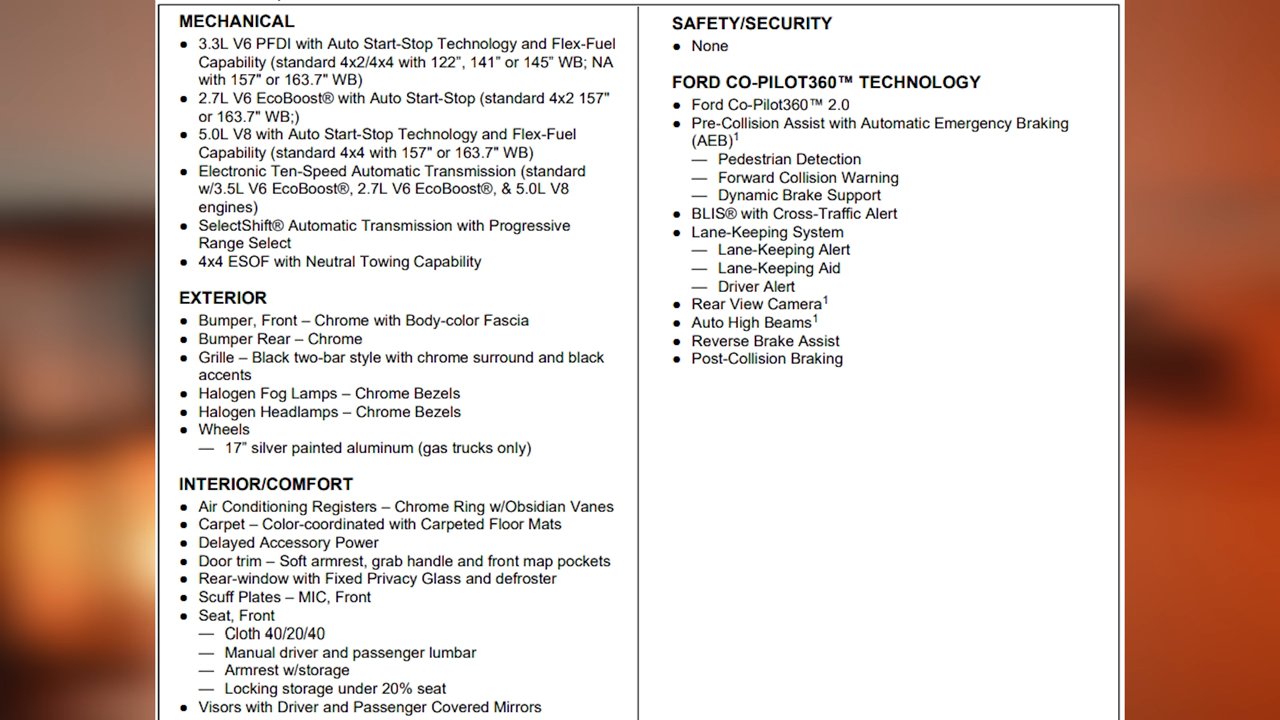 MECHANICAL
● 3.3L V6 PFDI with Auto Start-Stop Technology and Flex-Fuel
Capability (standard 4x2/4x4 with 122”, 141” or 145” WB; NA
with 157" or 163.7" WB)
● 2.7L V6 EcoBoost® with Auto Start-Stop (standard 4x2 157"
or 163.7" WB;)
● 5.0L V8 with Auto Start-Stop Technology and Flex-Fuel
Capability (standard 4x4 with 157" or 163.7" WB)
● Electronic Ten-Speed Automatic Transmission (standard
w/3.5L V6 EcoBoost®, 2.7L V6 EcoBoost®, & 5.0L V8
engines)
● SelectShift® Automatic Transmission with Progressive
Range Select
● 4x4 ESOF with Neutral Towing Capability
EXTERIOR
● Bumper, Front – Chrome with Body-color Fascia
● Bumper Rear – Chrome
● Grille – Black two-bar style with chrome surround and black
accents
● Halogen Fog Lamps – Chrome Bezels
● Halogen Headlamps – Chrome Bezels
● Wheels
— 17” silver painted aluminum (gas trucks only)
INTERIOR/COMFORT
● Air Conditioning Registers – Chrome Ring w/Obsidian Vanes
● Carpet – Color-coordinated with Carpeted Floor Mats
● Delayed Accessory Power
● Door trim – Soft armrest, grab handle and front map pockets
● Rear-window with Fixed Privacy Glass and defroster
● Scuff Plates – MIC, Front
● Seat, Front
— Cloth 40/20/40
— Manual driver and passenger lumbar
— Armrest w/storage
— Locking storage under 20% seat
● Visors with Driver and Passenger Covered Mirrors
SAFETY/SECURITY
● None
FORD CO-PILOT360™ TECHNOLOGY
● Ford Co-Pilot360™ 2.0
● Pre-Collision Assist with Automatic Emergency Braking
(AEB)¹
— Pedestrian Detection
— Forward Collision Warning
— Dynamic Brake Support
● BLIS® with Cross-Traffic Alert
● Lane-Keeping System
— Lane-Keeping Alert
— Lane-Keeping Aid
— Driver Alert
● Rear View Camera¹
● Auto High Beams¹
● Reverse Brake Assist
● Post-Collision Braking